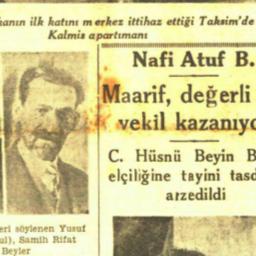 hanın ilk katını merkez ittihaz ettiği Taksim'de
Kalmis apartımanı
Nafi Atuf B.
Maarif, değerli
vekil kazanıyo
C. Hüsnü Beyin B
elçiliğine tayini tasd
arzedildi
eri söylenen Yusuf
ul), Samih Rifat
Beyler